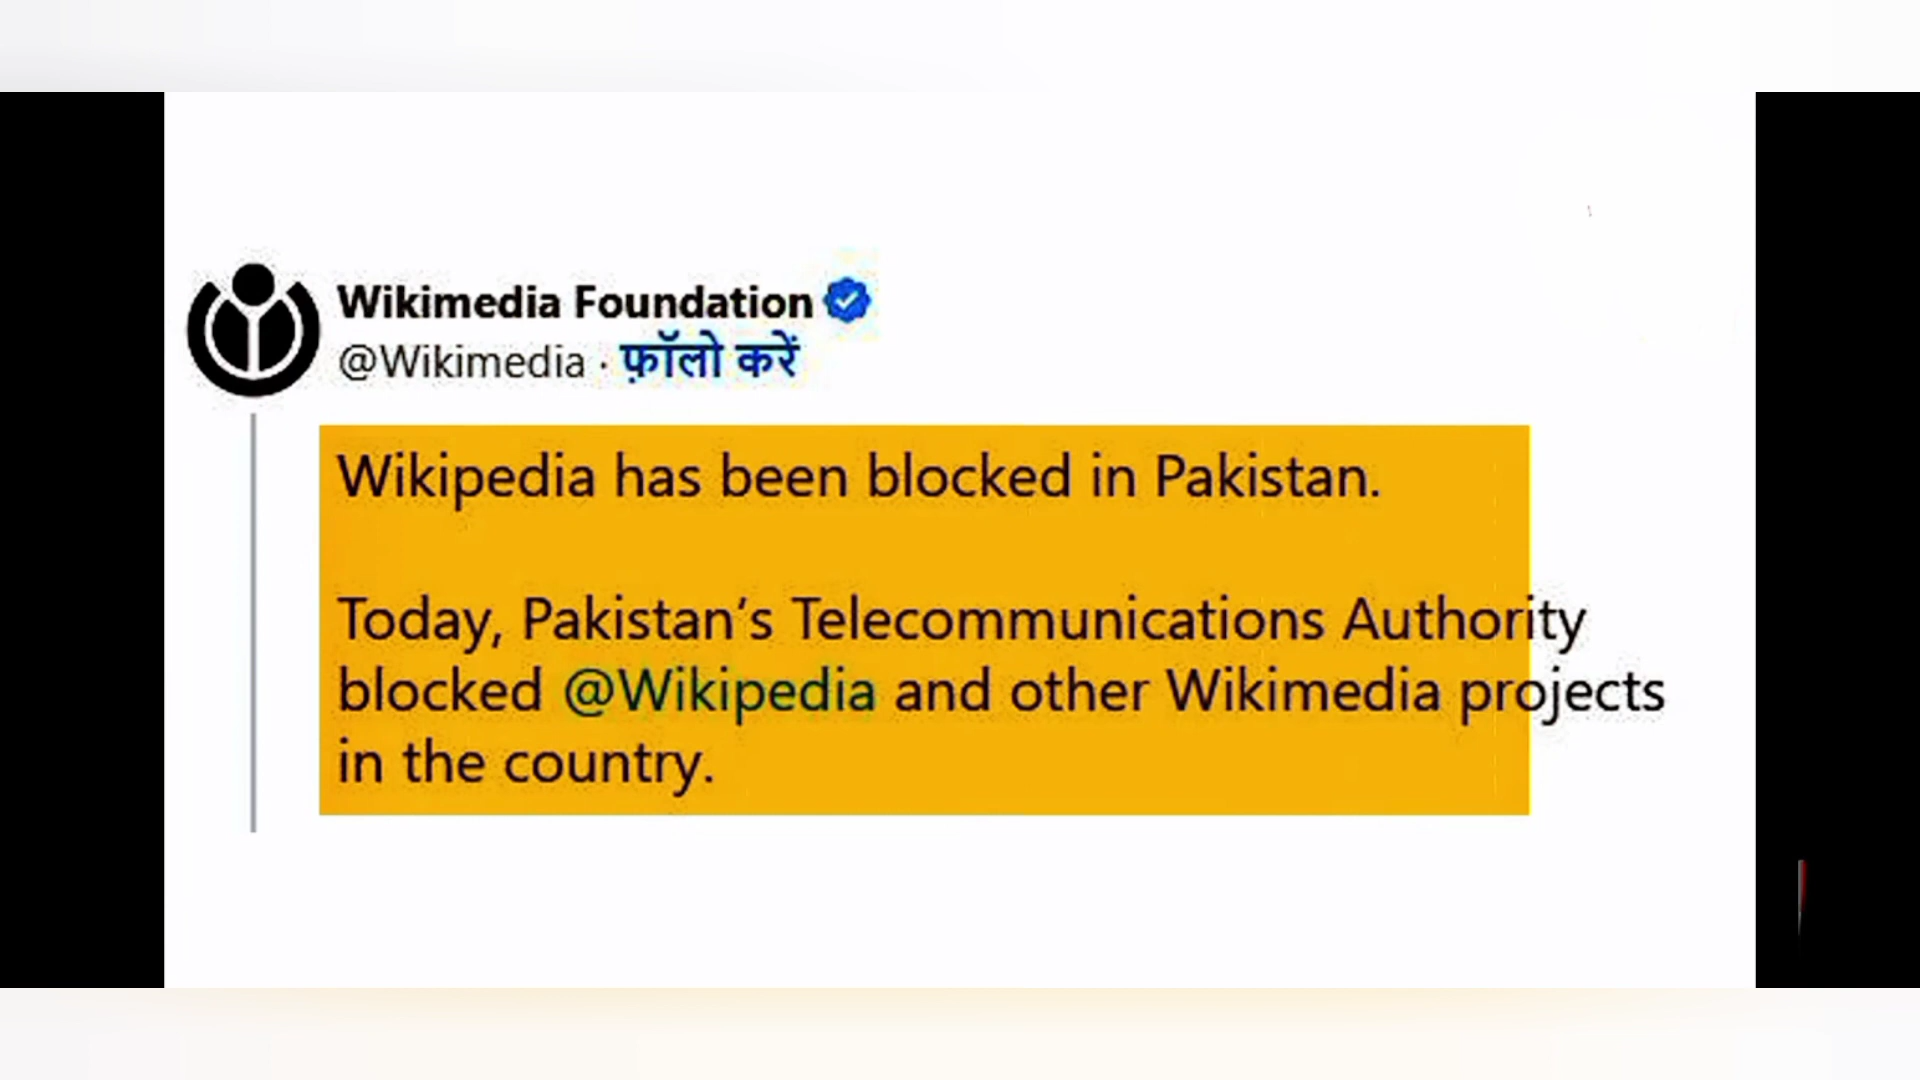 Wikimedia Foundation
@Wikimedia · फ़ॉलो करें
Wikipedia has been blocked in Pakistan.
Today, Pakistan’s Telecommunications Authority
blocked @Wikipedia and other Wikimedia projects
in the country.